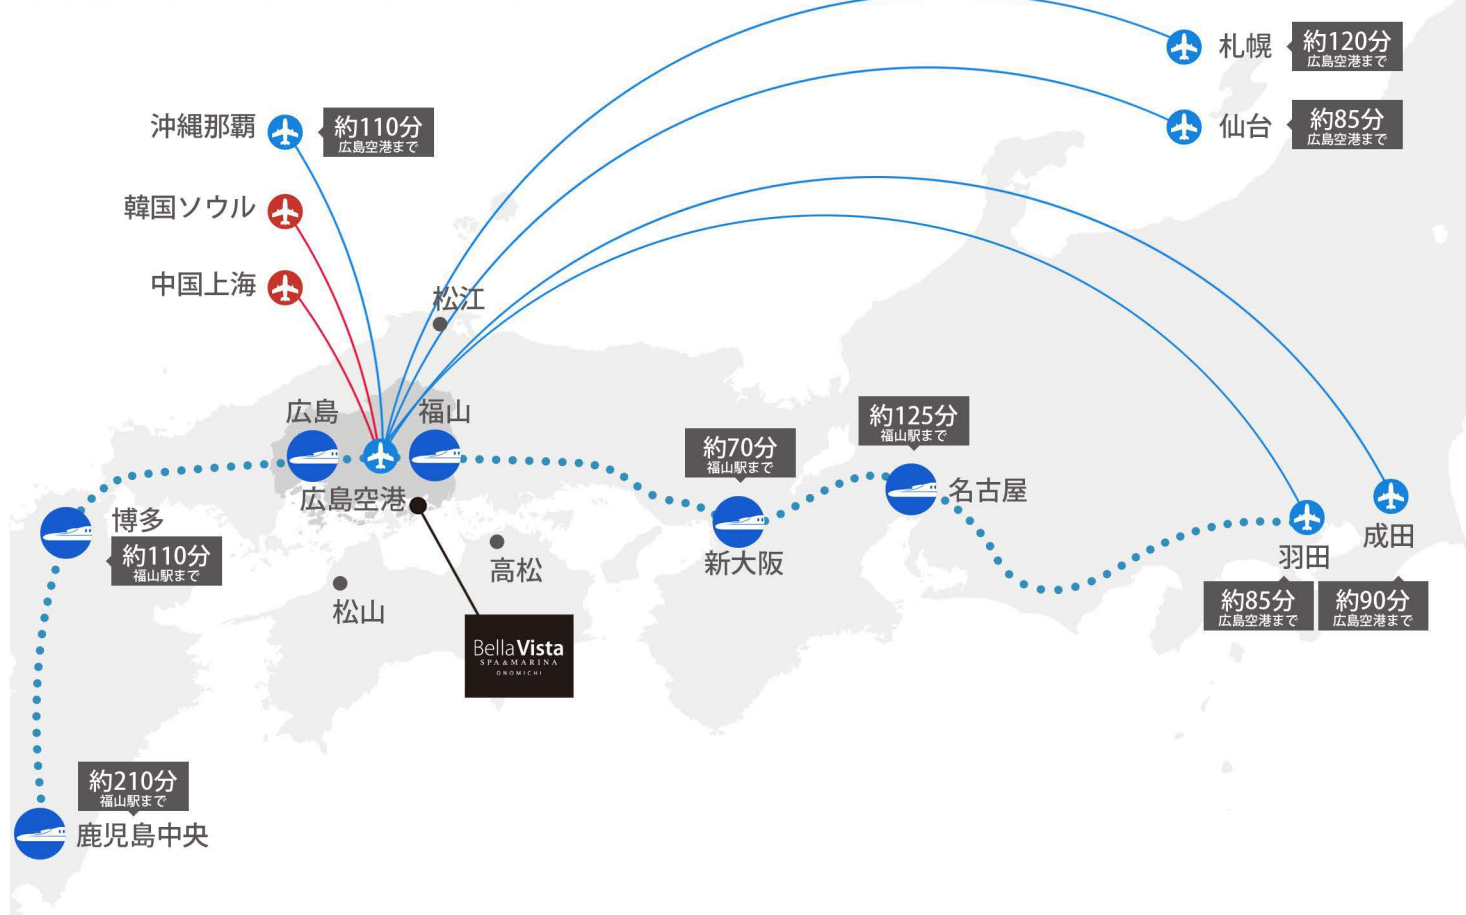 札幌
約120分
広島空港まで
仙台
約85分
広島空港まで
沖縄那覇
約110分
広島空港まで
韓国ソウル
中国上海
松江
広島
福山
広島空港
約125分
福山駅まで
名古屋
約70分
福山駅まで
新大阪
博多
約110分
福山駅まで
高松
松山
羽田
成田
約85分
広島空港まで
約90分
広島空港まで
BellaVista
SPA&MARINA
ONOMICHI
約210分
福山駅まで
鹿児島中央